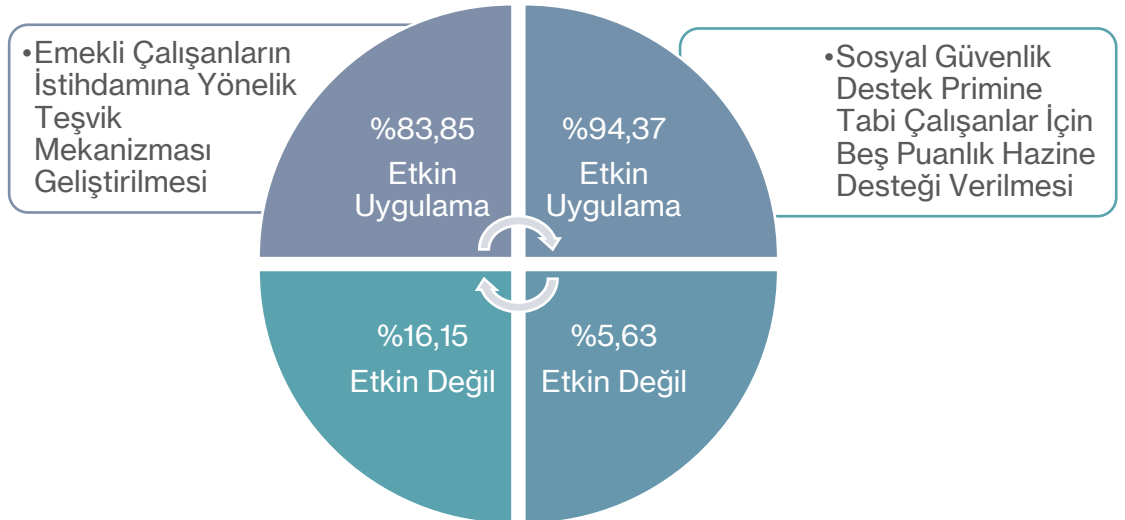 •Emekli Çalışanların
İstihdamına Yönelik
Teşvik
Mekanizması
Geliştirilmesi
%83,85
Etkin
Uygulama
%94,37
Etkin
Uygulama
•Sosyal Güvenlik
Destek Primine
Tabi Çalışanlar İçin
Beş Puanlık Hazine
Desteği Verilmesi
%16,15
Etkin Değil
%5,63
Etkin Değil